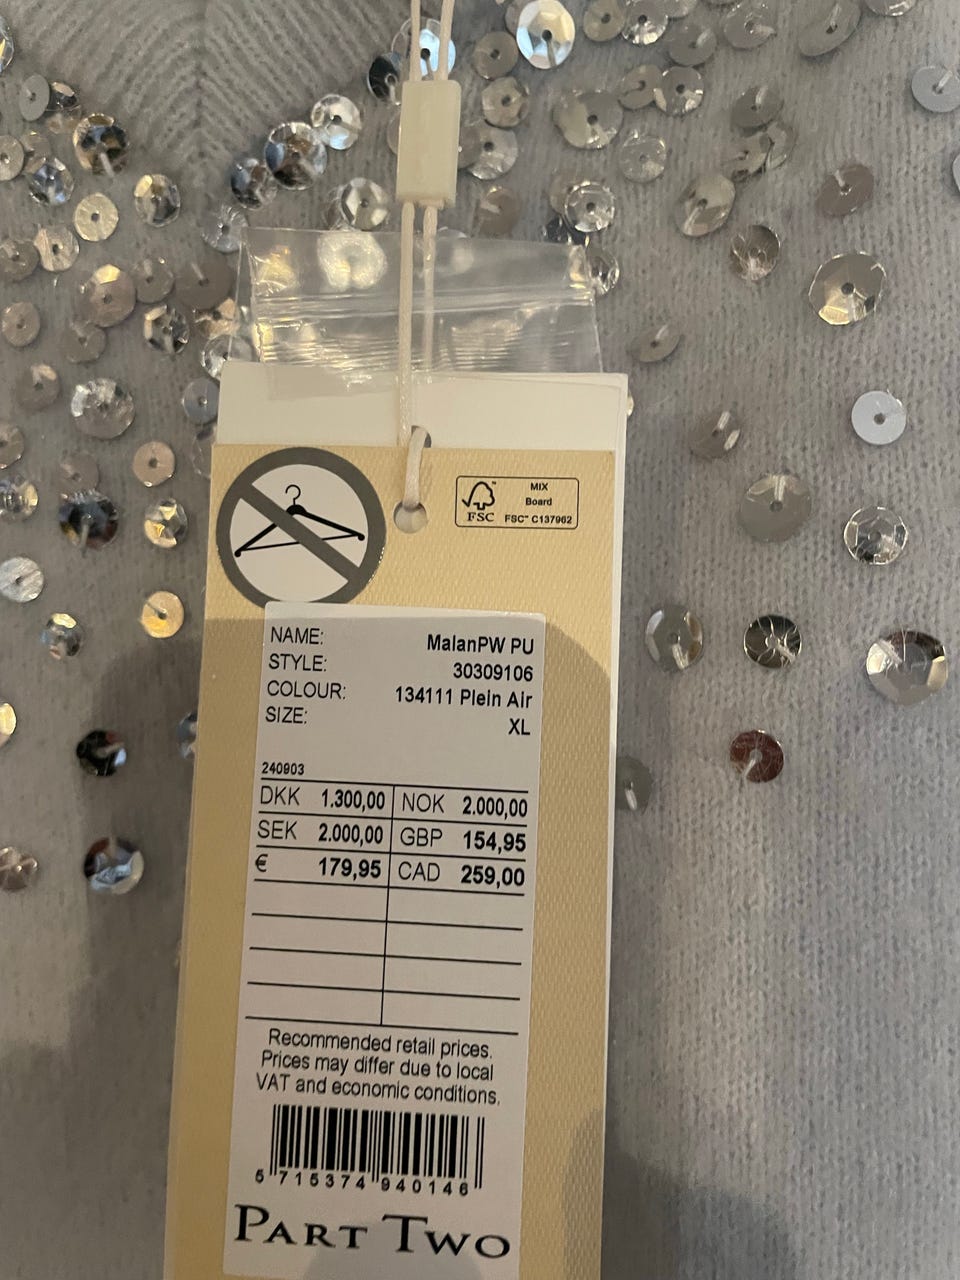 MIX
Board
FSC FSC™ C137962
NAME: MalanPW PU
STYLE: 30309106
COLOUR: 134111 Plein Air
SIZE: XL
240903
DKK 1.300,00 NOK 2.000,00
SEK 2.000,00 GBP 154,95
€ 179,95 CAD 259,00
Recommended retail prices.
Prices may differ due to local
VAT and economic conditions.
5 715374 940146
PART TWO